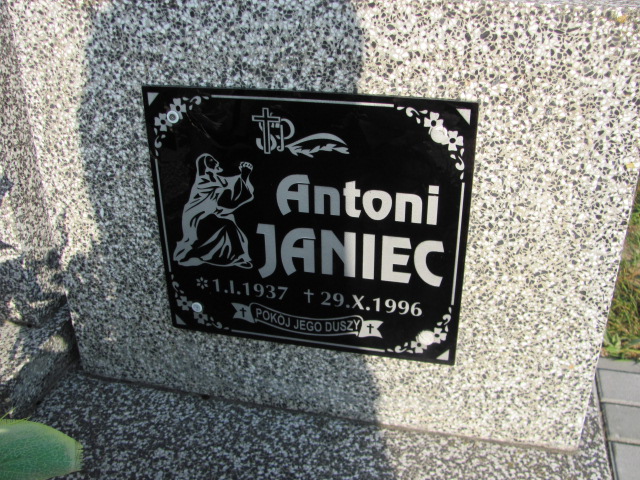 Antoni
JANIEC
* 1.I.1937 † 29.X.1996
POKÓJ JEGO DUSZY